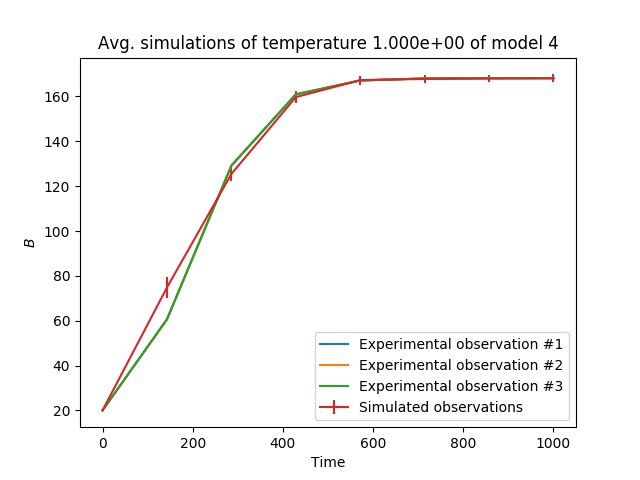 Avg. simulations of temperature 1.000e+00 of model 4
160
140
120
100
80
60
40
20
B
0
200
400
600
800
1000
Time
Experimental observation #1
Experimental observation #2
Experimental observation #3
Simulated observations